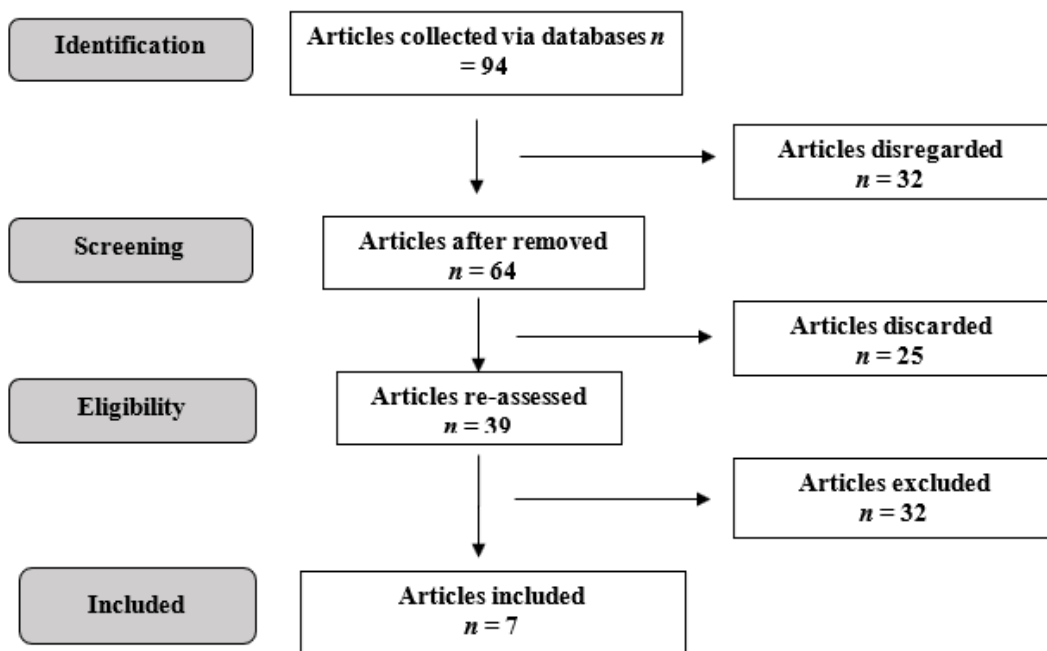 Identification
Articles collected via databases n
= 94
Articles disregarded
n = 32
Screening
Articles after removed
n = 64
Articles discarded
n = 25
Eligibility
Articles re-assessed
n = 39
Articles excluded
n = 32
Included
Articles included
n = 7